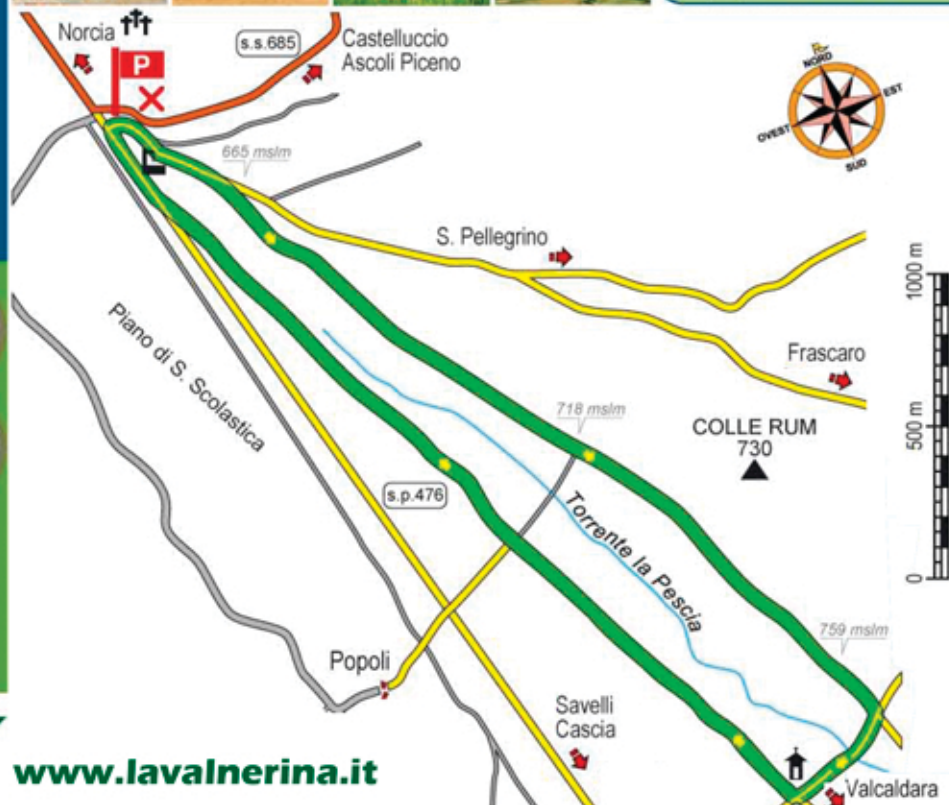 Norcia
P
s.s.685
Castelluccio
Ascoli Piceno
NORD
EST
OVEST
SUD
665 mslm
S. Pellegrino
1000 m
Piano di S. Scolastica
Frascaro
718 mslm
COLLE RUM
730
500 m
s.p.476
Torrente la Pescia
0
759 mslm
Popoli
Savelli
Cascia
www.lavalnerina.it
Valcaldara